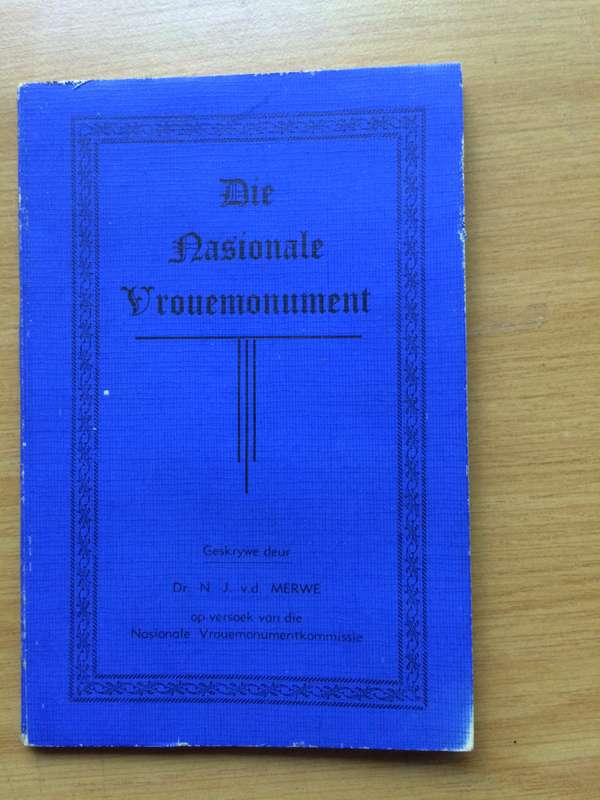 Die
Nasionale
Vrouemonument
Geskrywe deur
Dr. N. J. v.d. MERWE
op versoek van die
Nasionale Vrouemonumentkommissie